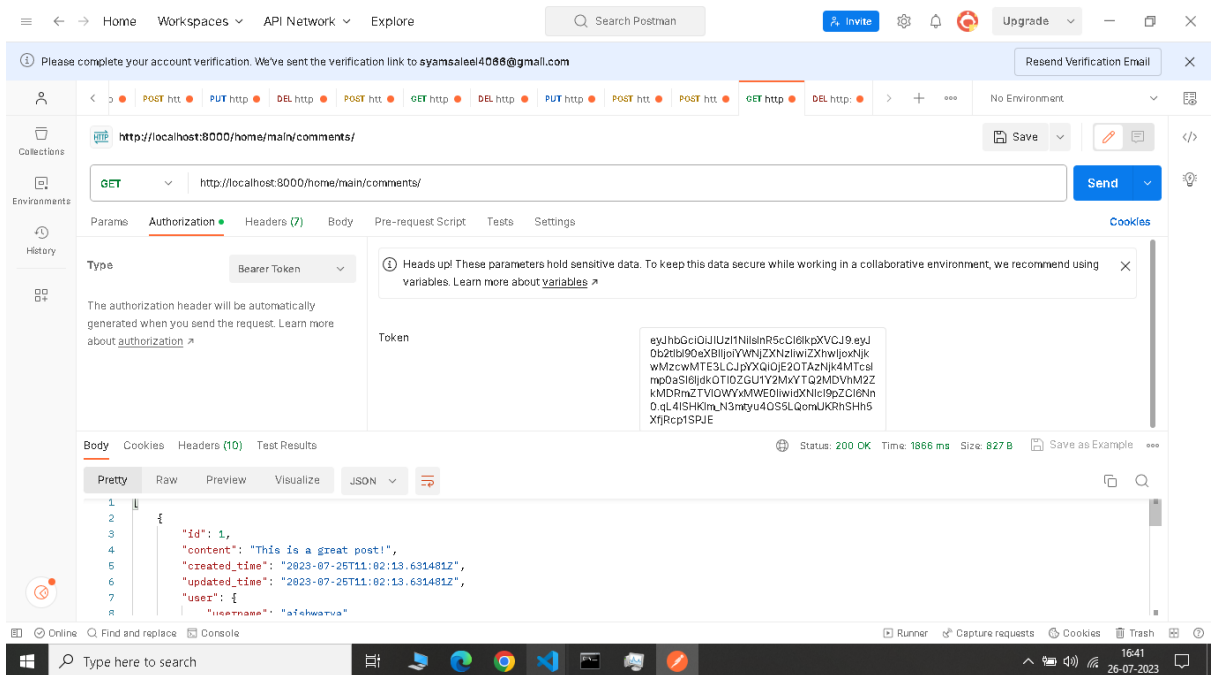 Home Workspaces API Network Explore Search Postman Invite Upgrade
Please complete your account verification. We've sent the verification link to syamsaleel4066@gmail.com Resend Verification Email
POST htt PUT http DEL http POST htt GET http DEL http PUT http POST htt POST htt GET http DEL http: No Environment
HTTP http://localhost:8000/home/main/comments/ Save
Collections
GET http://localhost:8000/home/main/comments/ Send
Environments
Params Authorization Headers (7) Body Pre-request Script Tests Settings Cookies
History
Type Bearer Token
Heads up! These parameters hold sensitive data. To keep this data secure while working in a collaborative environment, we recommend using
variables. Learn more about variables
The authorization header will be automatically
generated when you send the request. Learn more
about authorization
Token
Body Cookies Headers (10) Test Results Status: 200 OK Time: 1866 ms Size: 827 B Save as Example
Pretty Raw Preview Visualize JSON
1 [
2 {
3 "id": 1,
4 "content": "This is a great post!",
5 "created_time": "2023-07-25T11:02:13.631481Z",
6 "updated_time": "2023-07-25T11:02:13.631481Z",
7 "user": {
8 "username": "aishwarya"
Online Find and replace Console Runner Capture requests Cookies Trash
Type here to search 16:41
26-07-2023